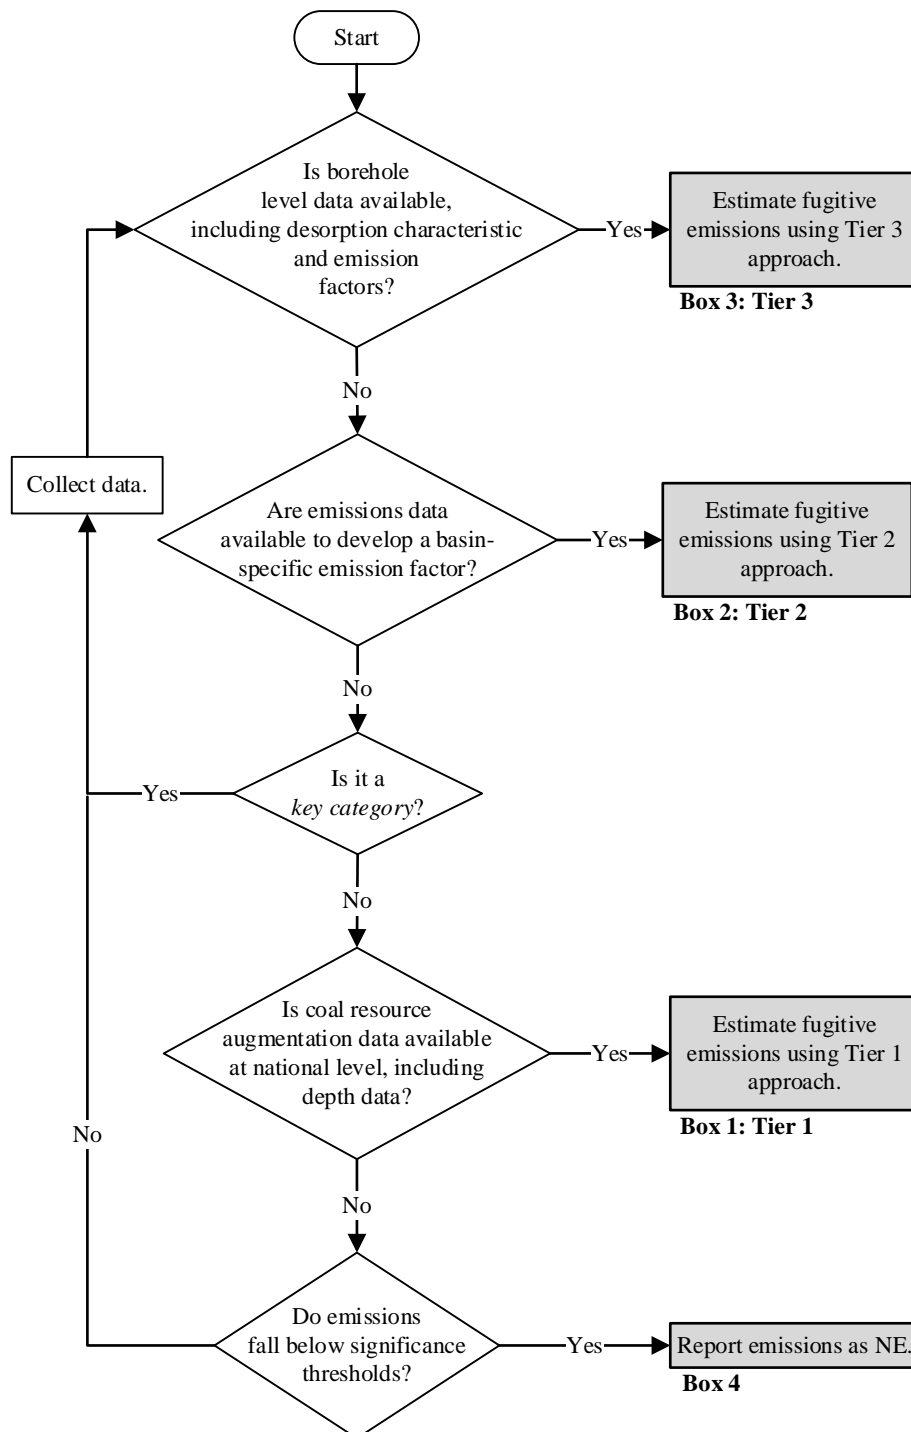 Start
Is borehole
level data available,
including desorption characteristic
and emission
factors?
Yes
Estimate fugitive
emissions using Tier 3
approach.
Box 3: Tier 3
No
Collect data.
Are emissions data
available to develop a basin-
specific emission factor?
Yes
Estimate fugitive
emissions using Tier 2
approach.
Box 2: Tier 2
No
Is it a
key category?
Yes
No
Is coal resource
augmentation data available
at national level, including
depth data?
Yes
Estimate fugitive
emissions using Tier 1
approach.
Box 1: Tier 1
No
No
Do emissions
fall below significance
thresholds?
Yes
Report emissions as NE.
Box 4